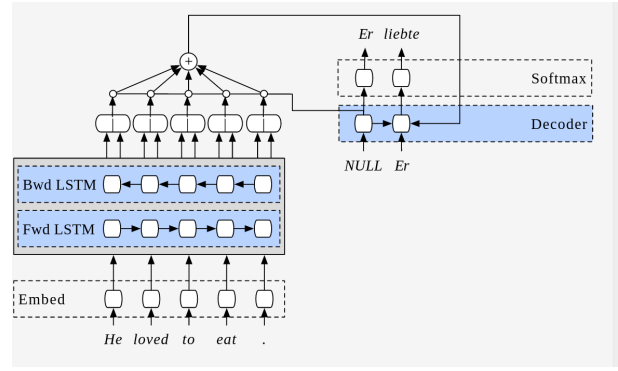 Er liebte
Softmax
+
Decoder
NULL Er
Bwd LSTM
Fwd LSTM
Embed
He loved to eat .